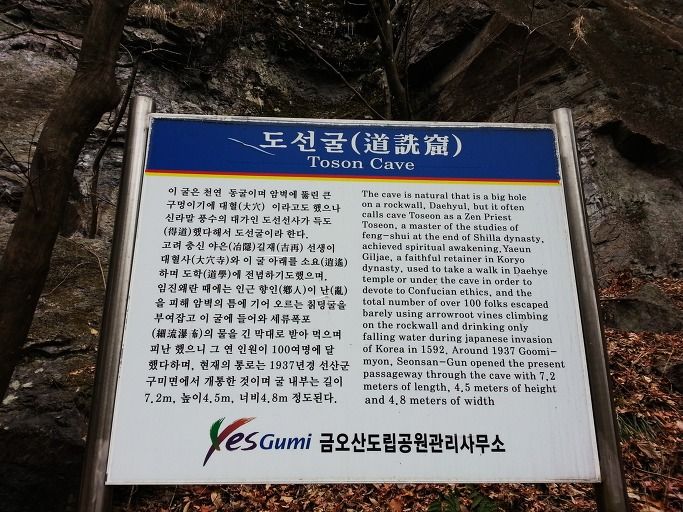 도선굴(道詵窟)
Toson Cave
이 굴은 천연 동굴이며 암벽에 뚫린 큰
구멍이기에 대혈(大穴) 이라고도 했으나
신라말 풍수의 대가인 도선선사가 득도
(得道)했다해서 도선굴이라 한다.
고려 충신 야은(冶隱)길재(吉再) 선생이
대혈사(大穴寺)와 이 굴 아래를 소요(逍遙)
하며 도학(道學)에 전념하기도했으며,
임진왜란 때에는 인근 향인(鄕人)이 난(亂)
을 피해 암벽의 틈에 기어 오르는 칡덩굴을
부여잡고 이 굴에 들어와 세류폭포
(細流瀑布)의 물을 긴 막대로 받아 먹으며
피난 했으니 그 연 인원이 100여명에 달
했다하며, 현재의 통로는 1937년경 선산군
구미면에서 개통한 것이며 굴 내부는 길이
7.2m, 높이4.5m, 너비4.8m 정도된다.
The cave is natural that is a big hole
on a rockwall, Daehyul, but it often
calls cave Toseon as a Zen Priest
Toseon, a master of the studies of
feng-shui at the end of Shilla dynasty,
achieved spiritual awakening. Yaeun
Giljae, a faithful retainer in Koryo
dynasty, used to take a walk in Daehye
temple or under the cave in order to
devote to Confucian ethics, and the
total number of over 100 folks escaped
barely using arrowroot vines climbing
on the rockwall and drinking only
falling water during japanese invasion
of Korea in 1592. Around 1937 Goomi-
myon, Seonsan-Gun opened the present
passageway through the cave with 7.2
meters of length, 4.5 meters of height
and 4.8 meters of width
Yes Gumi 금오산도립공원관리사무소